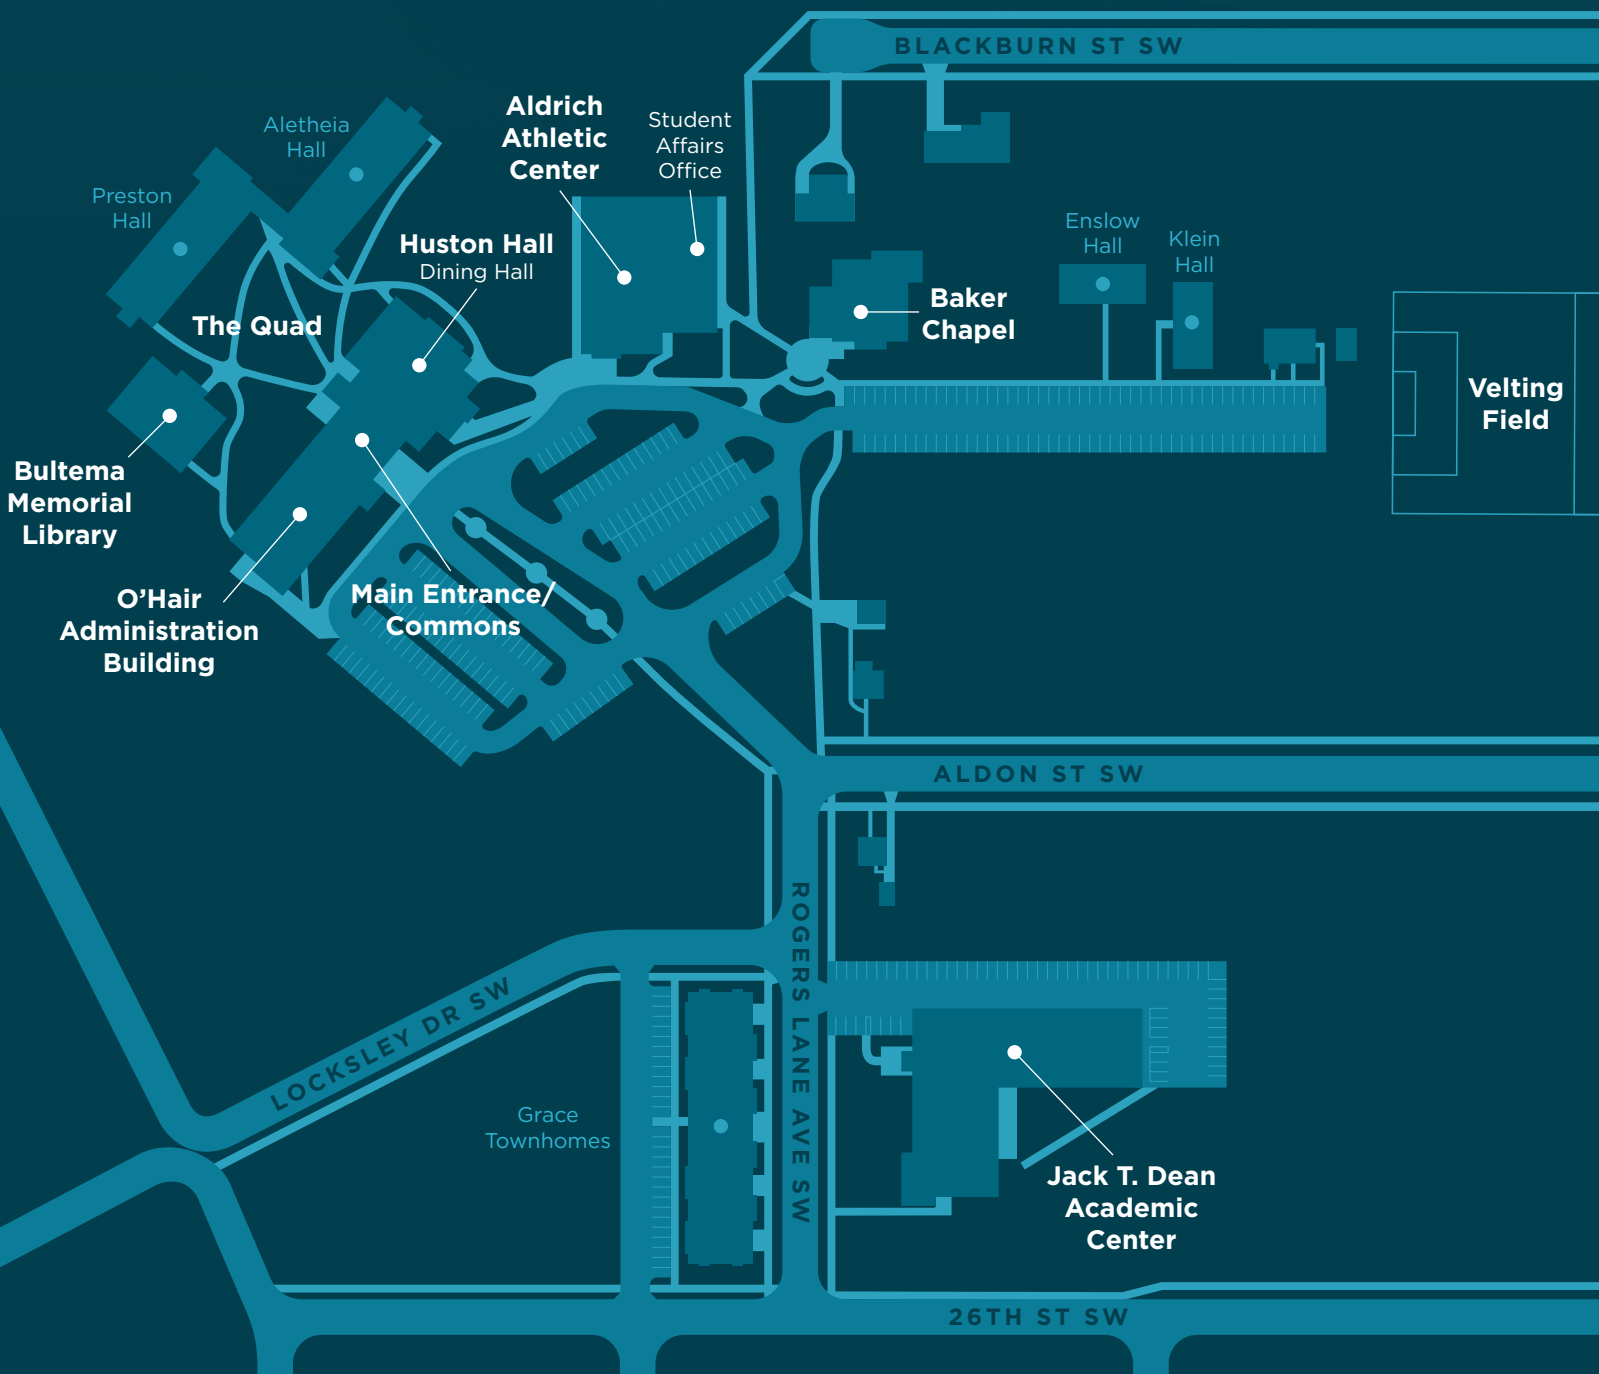 BLACKBURN ST SW
Aldrich
Athletic
Center
Student
Affairs
Office
Aletheia
Hall
Preston
Hall
Huston Hall
Dining Hall
Enslow
Hall
Klein
Hall
Baker
Chapel
The Quad
Velting
Field
Bultema
Memorial
Library
O’Hair
Administration
Building
Main Entrance/
Commons
ALDON ST SW
ROGERS LANE AVE SW
LOCKSLEY DR SW
Grace
Townhomes
Jack T. Dean
Academic
Center
26TH ST SW